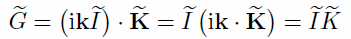 G̃ = (ikĨ) · K̃ = Ĩ (ik · K̃) = ĨK̃